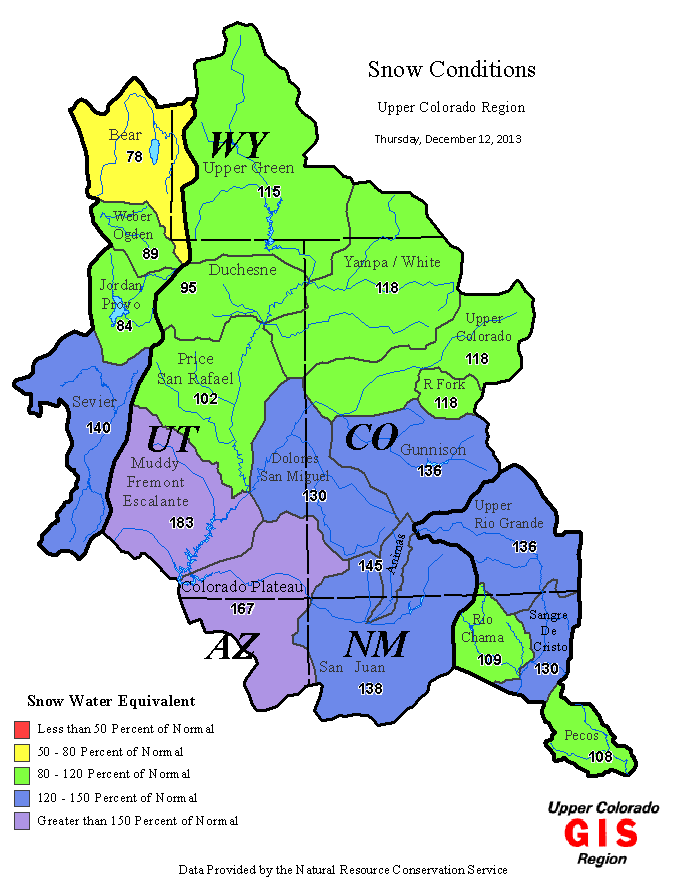 Snow Conditions
Upper Colorado Region
Thursday, December 12, 2013
Bear
78
WY
Upper Green
115
Weber
Ogden
89
Duchesne
95
Yampa / White
118
Jordan
Provo
84
Upper
Colorado
118
Price
San Rafael
102
R Fork
118
Sevier
140
UT
CO
Muddy
Fremont
Escalante
183
Dolores
San Miguel
130
Gunnison
136
Upper
Rio Grande
136
Animas
145
Colorado Plateau
167
AZ
NM
San Juan
138
Rio
Chama
109
Sangre
De
Cristo
130
Pecos
108
Snow Water Equivalent
Less than 50 Percent of Normal
50 - 80 Percent of Normal
80 - 120 Percent of Normal
120 - 150 Percent of Normal
Greater than 150 Percent of Normal
Upper Colorado
GIS
Region
Data Provided by the Natural Resource Conservation Service